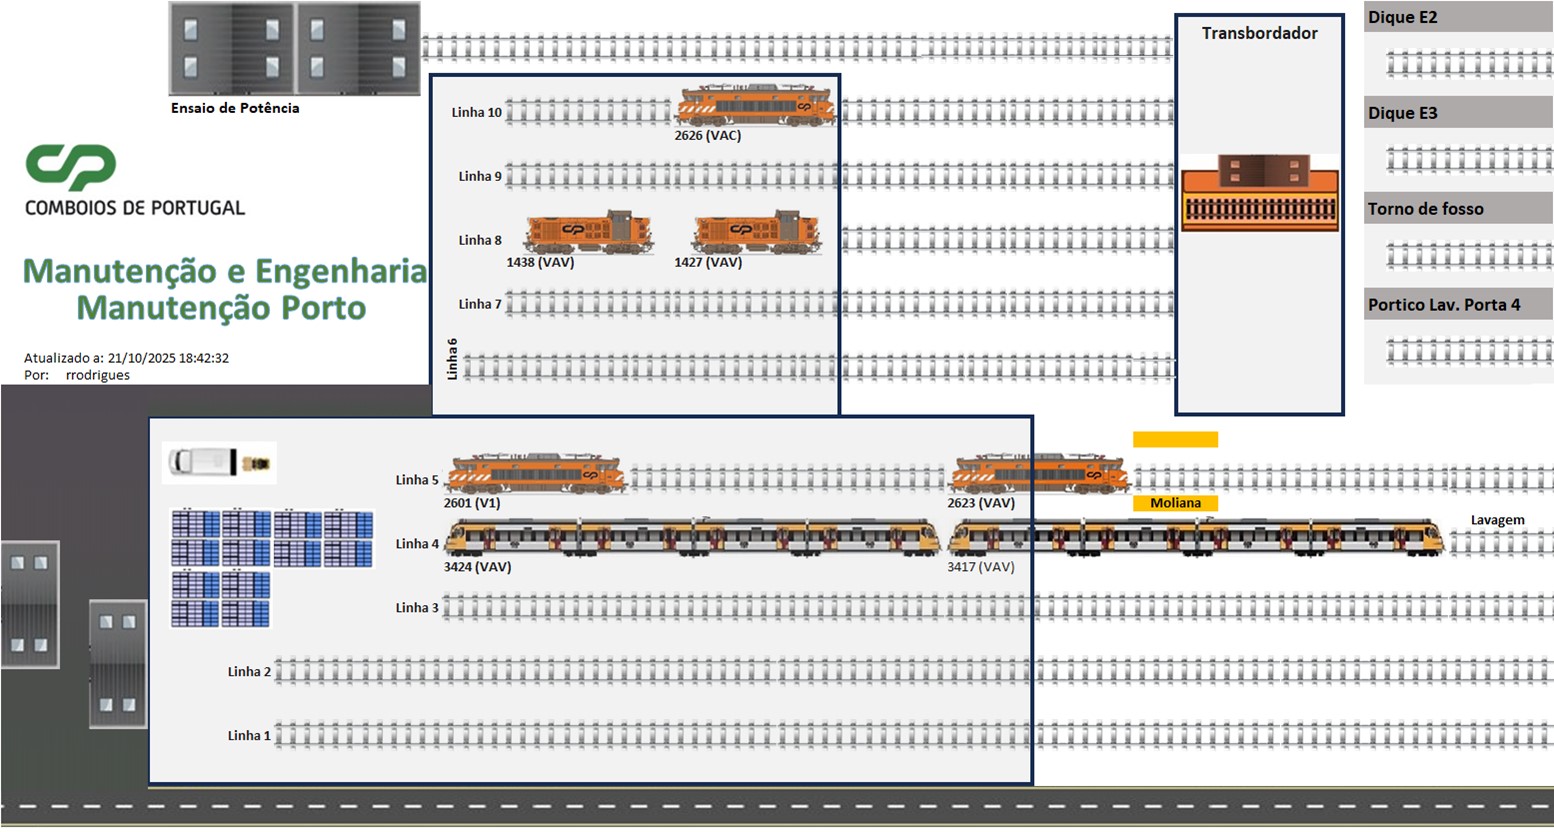 Ensaio de Potência
CP
COMBOIOS DE PORTUGAL
Manutenção e Engenharia
Manutenção Porto
Atualizado a: 21/10/2025 18:42:32
Por: rrodrigues
Linha 10
2626 (VAC)
Linha 9
Linha 8
1438 (VAV)
1427 (VAV)
Linha 7
Linha 6
Transbordador
Dique E2
Dique E3
Torno de fosso
Portico Lav. Porta 4
Linha 5
2601 (V1)
2623 (VAV)
Moliana
Linha 4
3424 (VAV)
3417 (VAV)
Lavagem
Linha 3
Linha 2
Linha 1